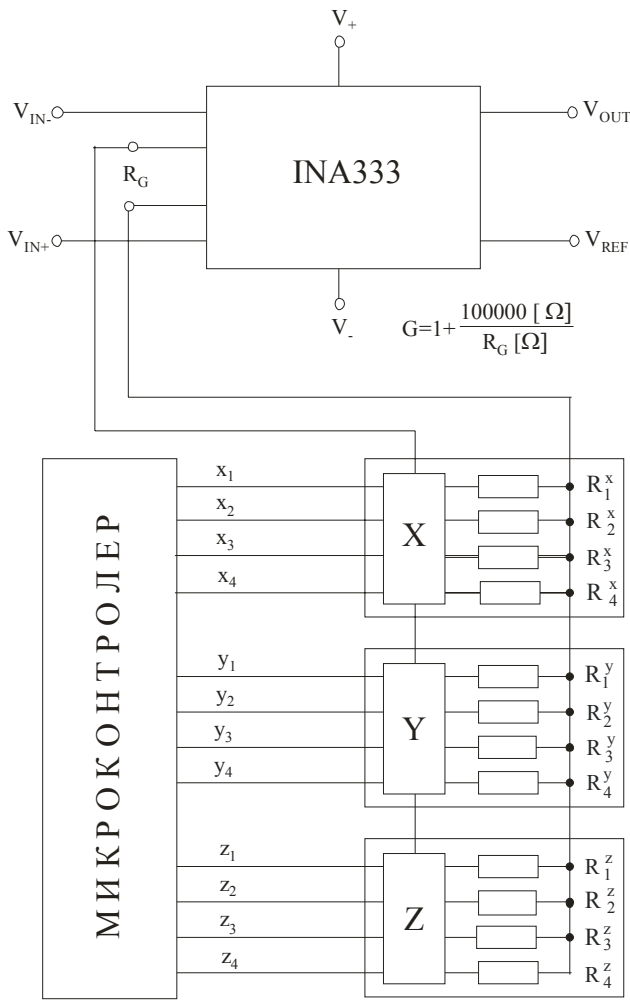 V+
VIN-
VOUT
RG
INA333
VIN+
VREF
V-
G=1+ 100000 [Ω] / RG [Ω]
МИКРОКОНТРОЛЕР
x1
x2
x3
x4
X
R1x
R2x
R3x
R4x
y1
y2
y3
y4
Y
R1y
R2y
R3y
R4y
z1
z2
z3
z4
Z
R1z
R2z
R3z
R4z